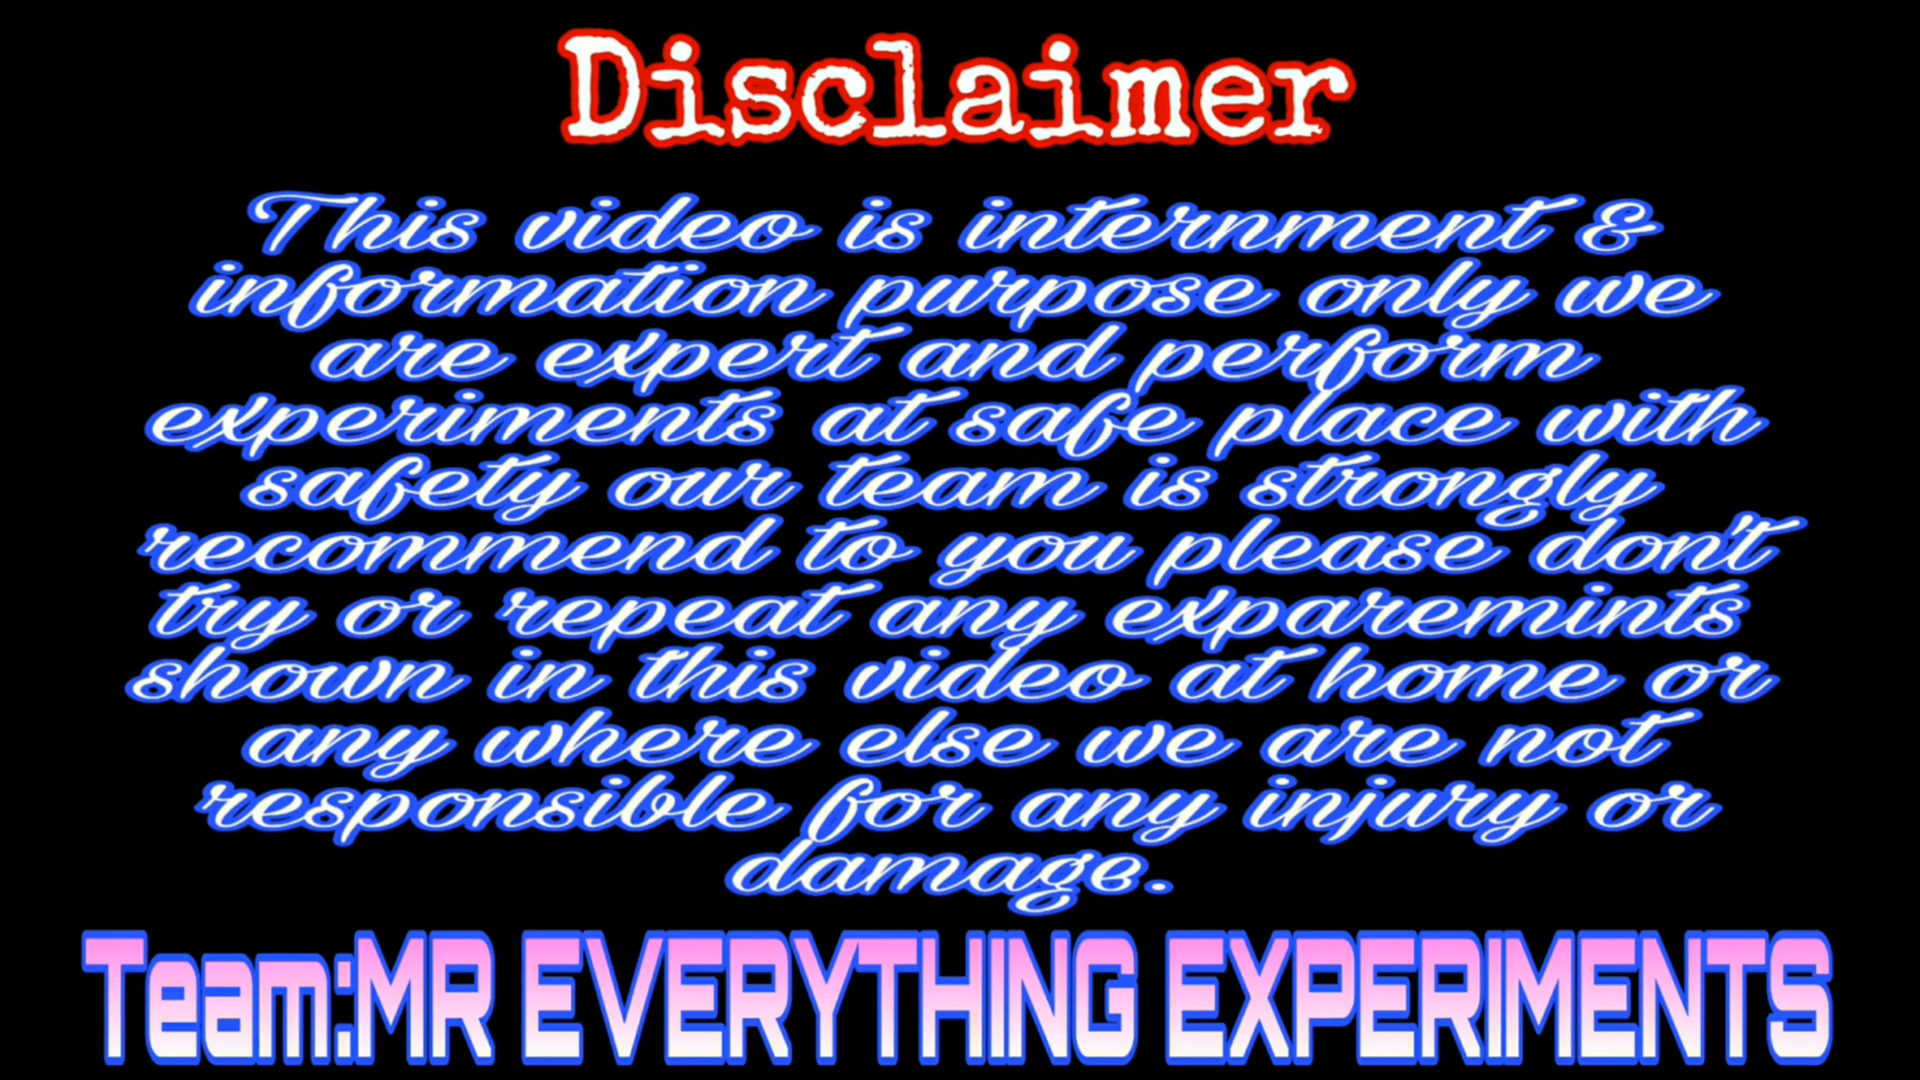 Disclaimer
This video is internment &
information purpose only we
are expert and perform
experiments at safe place with
safety our team is strongly
recommend to you please don't
try or repeat any exparemints
shown in this video at home or
any where else we are not
responsible for any injury or
damage.
Team:MR EVERYTHING EXPERIMENTS